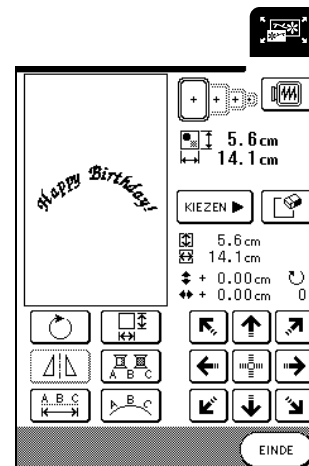 5.6cm
14.1cm
Happy Birthday!
KIEZEN
5.6cm
14.1cm
+ 0.00cm
+ 0.00cm 0
A B C
A B C
A B C
EINDE